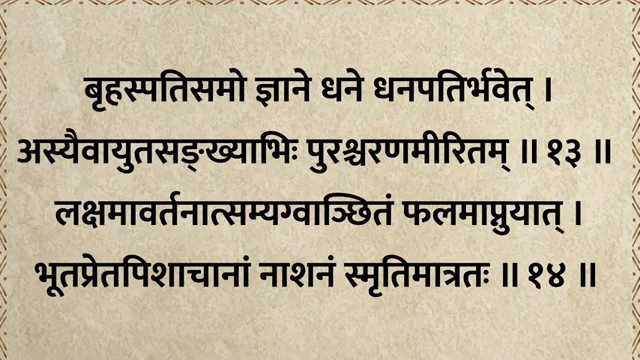 बृहस्पतिसमो ज्ञाने धने धनपतिर्भवेत् ।
अस्यैवायुतसङ्ख्याभिः पुरश्चरणमीरितम् ॥ १३ ॥
लक्षमावर्तनात्सम्यग्वाञ्छितं फलमाप्नुयात् ।
भूतप्रेतपिशाचानां नाशनं स्मृतिमात्रतः ॥ १४ ॥